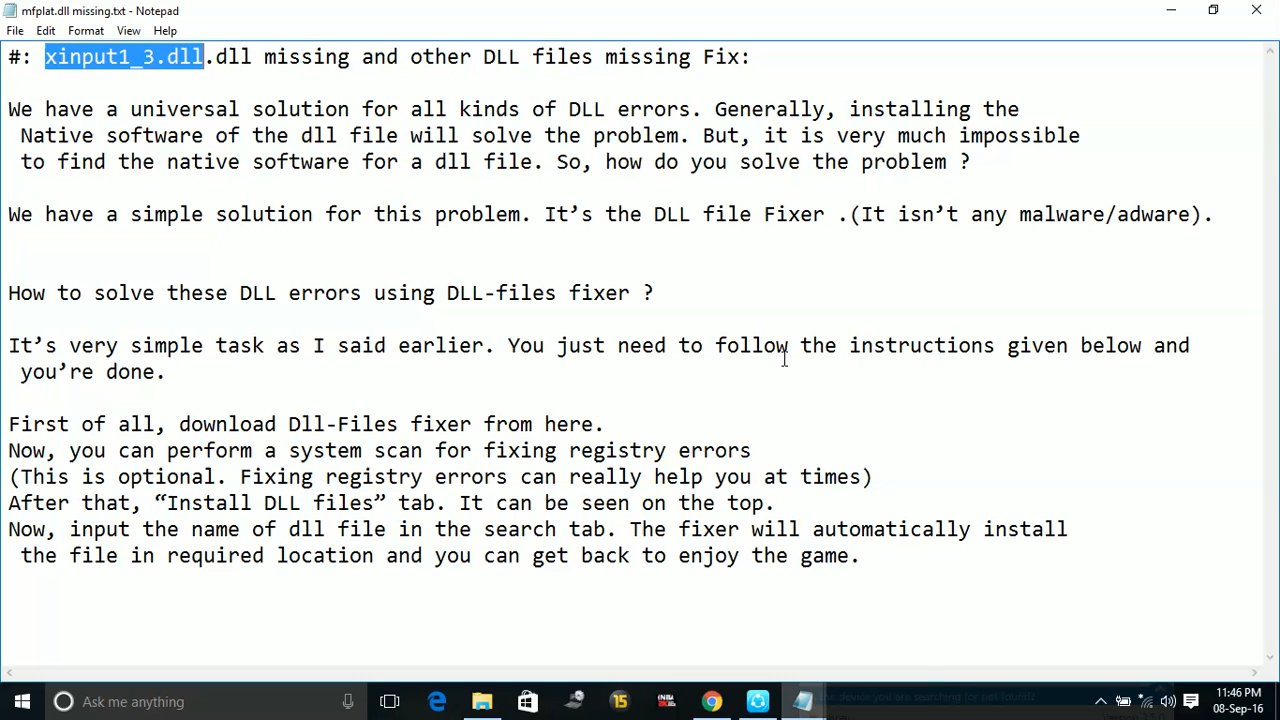 mfplat.dll missing.txt - Notepad
File Edit Format View Help
#: xinput1_3.dll.dll missing and other DLL files missing Fix:
We have a universal solution for all kinds of DLL errors. Generally, installing the
Native software of the dll file will solve the problem. But, it is very much impossible
to find the native software for a dll file. So, how do you solve the problem ?
We have a simple solution for this problem. It’s the DLL file Fixer .(It isn’t any malware/adware).
How to solve these DLL errors using DLL-files fixer ?
It’s very simple task as I said earlier. You just need to follow the instructions given below and
you’re done.
First of all, download Dll-Files fixer from here.
Now, you can perform a system scan for fixing registry errors
(This is optional. Fixing registry errors can really help you at times)
After that, “Install DLL files” tab. It can be seen on the top.
Now, input the name of dll file in the search tab. The fixer will automatically install
the file in required location and you can get back to enjoy the game.
Ask me anything
15
11:46 PM
08-Sep-16